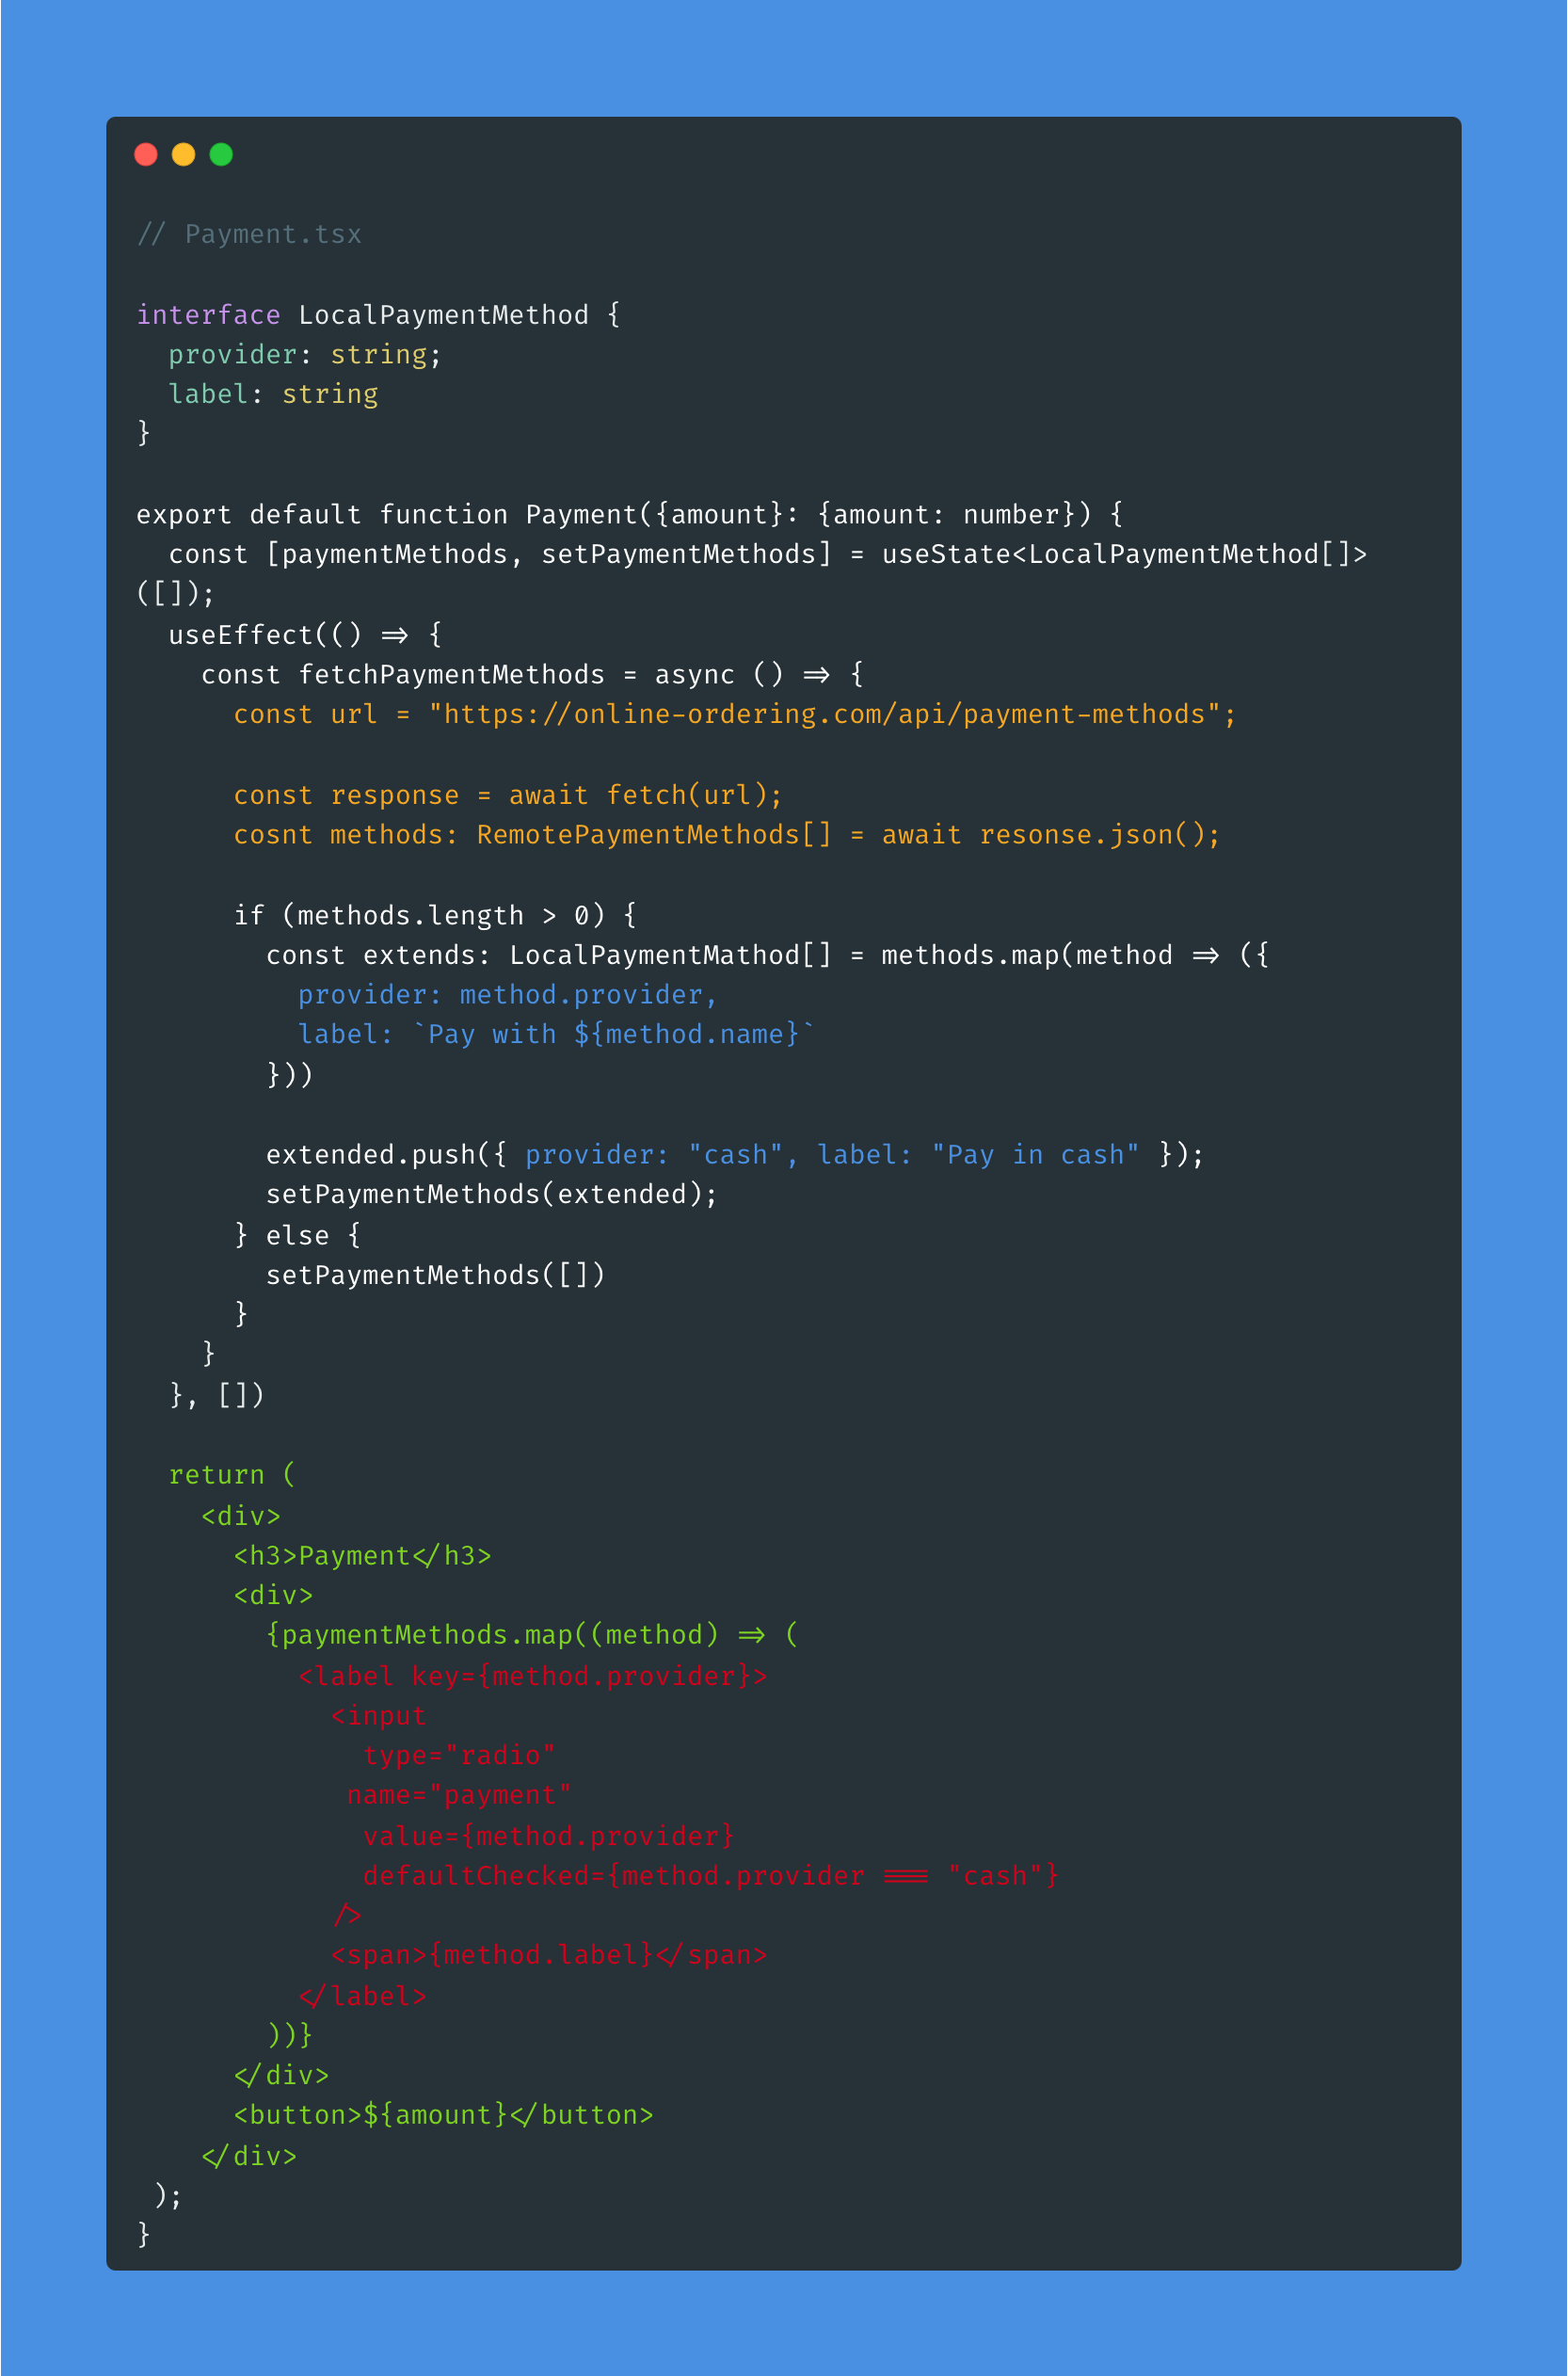 // Payment.tsx
interface LocalPaymentMethod {
  provider: string;
  label: string
}
export default function Payment({amount}: {amount: number}) {
  const [paymentMethods, setPaymentMethods] = useState<LocalPaymentMethod[]>
([]);
  useEffect(() => {
    const fetchPaymentMethods = async () => {
      const url = "https://online-ordering.com/api/payment-methods";
      const response = await fetch(url);
      cosnt methods: RemotePaymentMethods[] = await resonse.json();
      if (methods.length > 0) {
        const extends: LocalPaymentMathod[] = methods.map(method => ({
          provider: method.provider,
          label: `Pay with ${method.name}`
        }))
        extended.push({ provider: "cash", label: "Pay in cash" });
        setPaymentMethods(extended);
      } else {
        setPaymentMethods([])
      }
    }
  }, [])
  return (
    <div>
      <h3>Payment</h3>
      <div>
        {paymentMethods.map((method) => (
          <label key={method.provider}>
            <input
              type="radio"
             name="payment"
              value={method.provider}
              defaultChecked={method.provider === "cash"}
            />
            <span>{method.label}</span>
          </label>
        ))}
      </div>
      <button>${amount}</button>
    </div>
 );
}